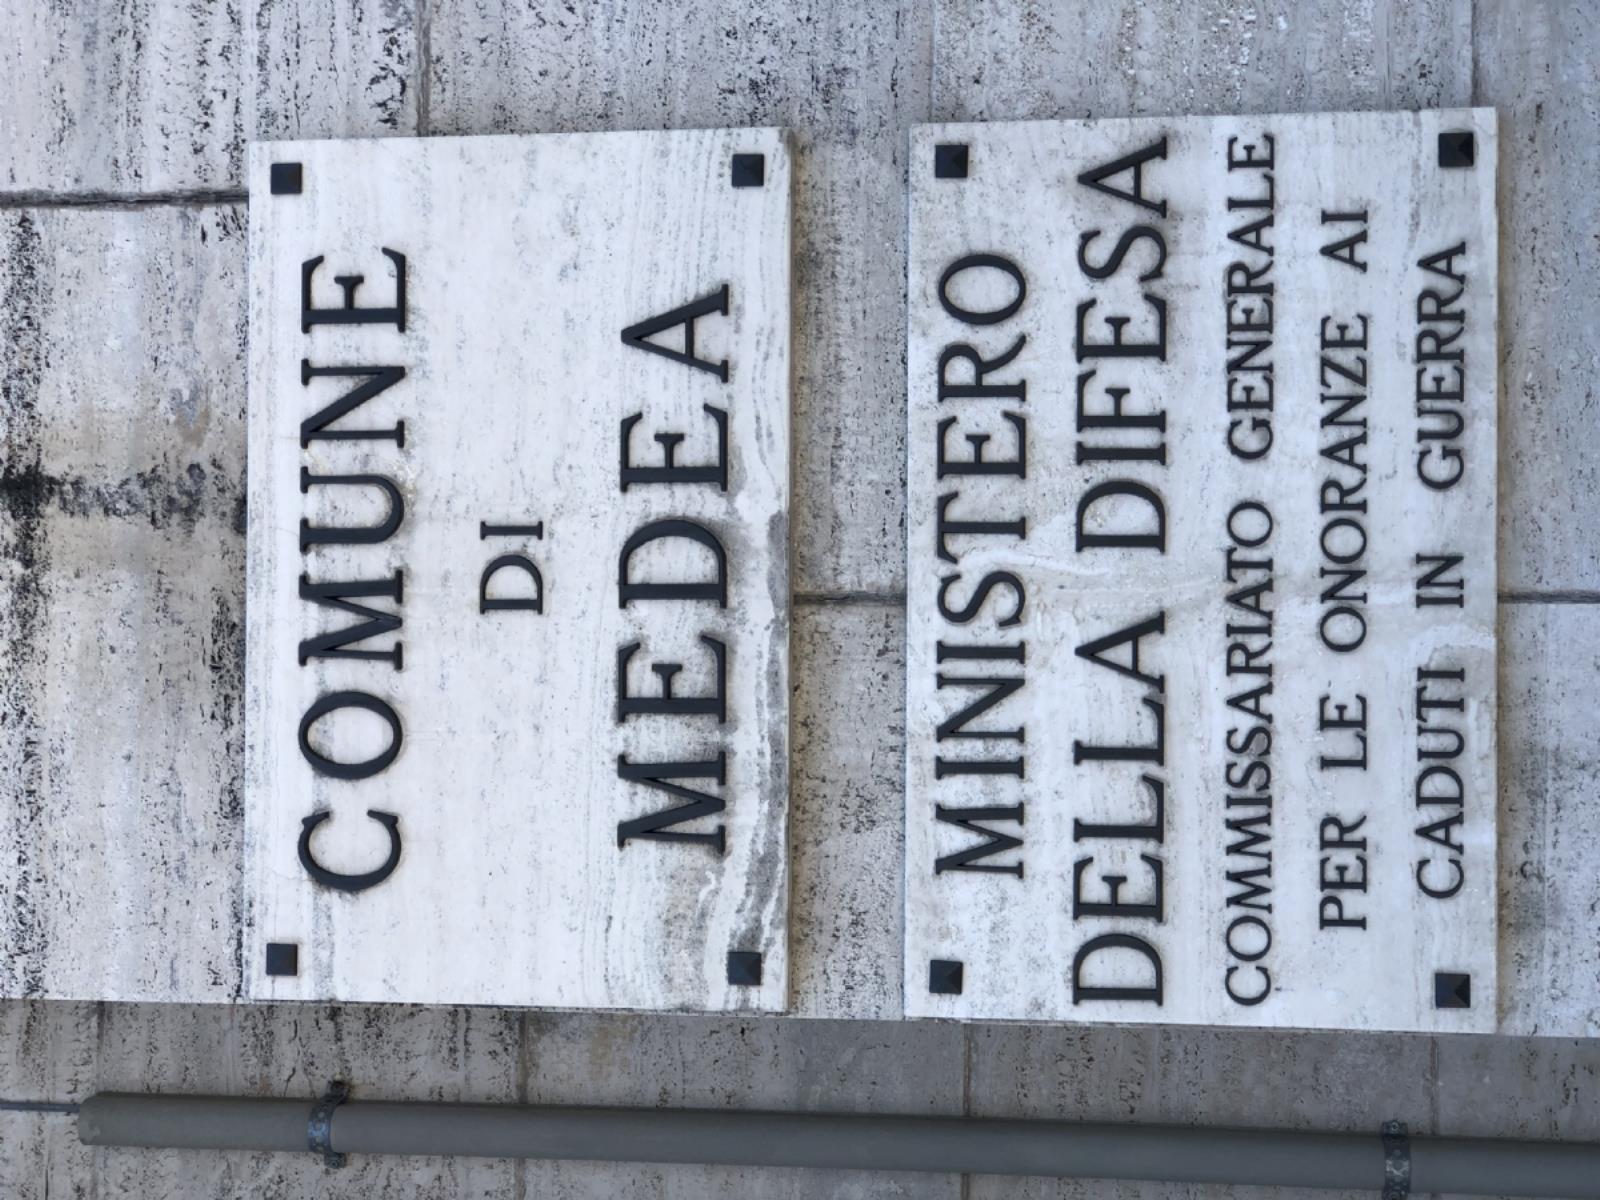 COMUNE
DI
MEDEA
MINISTERO
DELLA DIFESA
COMMISSARIATO GENERALE
PER LE ONORANZE AI
CADUTI IN GUERRA